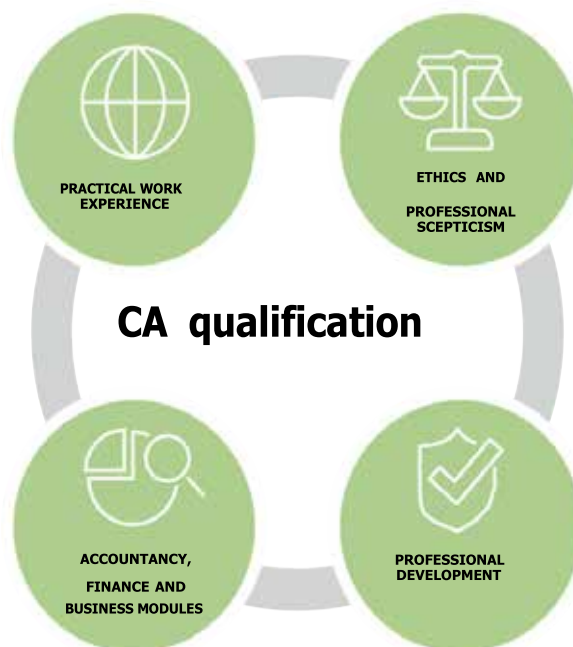 PRACTICAL WORK
EXPERIENCE
ETHICS AND
PROFESSIONAL
SCEPTICISM
CA qualification
ACCOUNTANCY,
FINANCE AND
BUSINESS MODULES
PROFESSIONAL
DEVELOPMENT